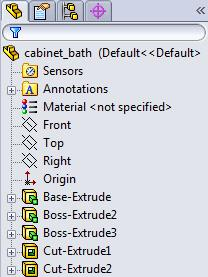 cabinet_bath (Default<<Default>
Sensors
Annotations
Material <not specified>
Front
Top
Right
Origin
Base-Extrude
Boss-Extrude2
Boss-Extrude3
Cut-Extrude1
Cut-Extrude2